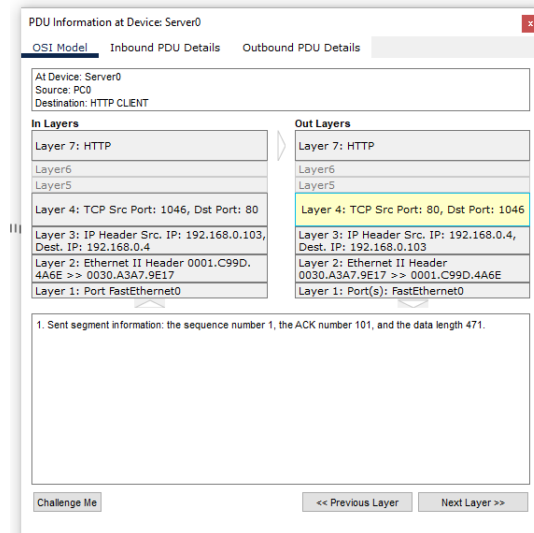 PDU Information at Device: Server0
x
OSI Model Inbound PDU Details Outbound PDU Details
At Device: Server0
Source: PC0
Destination: HTTP CLIENT
In Layers
Layer 7: HTTP
Layer6
Layer5
Layer 4: TCP Src Port: 1046, Dst Port: 80
Layer 3: IP Header Src. IP: 192.168.0.103,
Dest. IP: 192.168.0.4
Layer 2: Ethernet II Header 0001.C99D.
4A6E >> 0030.A3A7.9E17
Layer 1: Port FastEthernet0
Out Layers
Layer 7: HTTP
Layer6
Layer5
Layer 4: TCP Src Port: 80, Dst Port: 1046
Layer 3: IP Header Src. IP: 192.168.0.4,
Dest. IP: 192.168.0.103
Layer 2: Ethernet II Header
0030.A3A7.9E17 >> 0001.C99D.4A6E
Layer 1: Port(s): FastEthernet0
1. Sent segment information: the sequence number 1, the ACK number 101, and the data length 471.
Challenge Me
<< Previous Layer
Next Layer >>